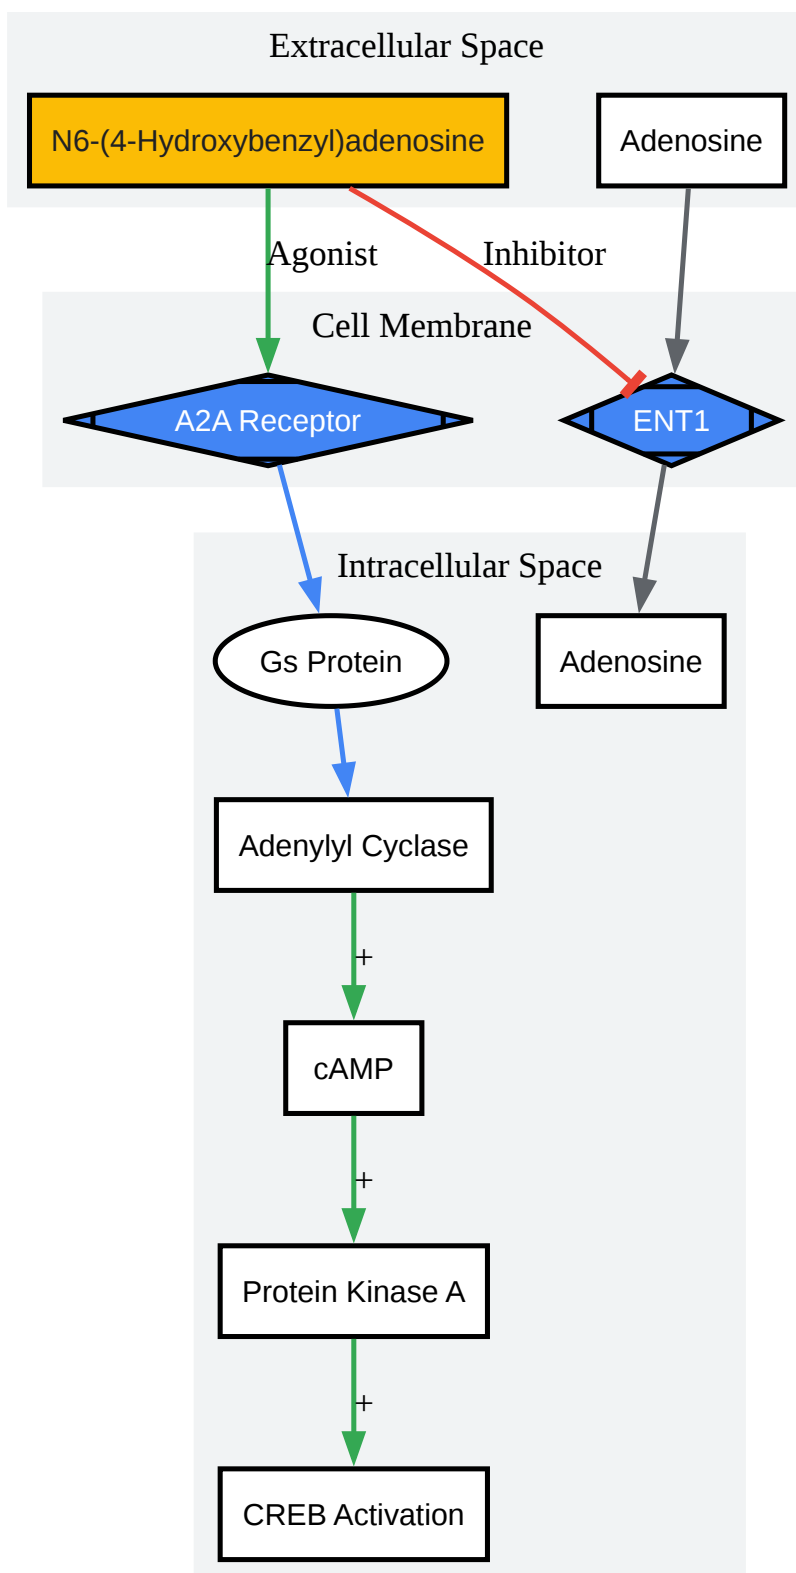 Extracellular Space
N6-(4-Hydroxybenzyl)adenosine
Adenosine
Agonist
Inhibitor
Cell Membrane
A2A Receptor
ENT1
Intracellular Space
Gs Protein
Adenosine
Adenylyl Cyclase
+
cAMP
+
Protein Kinase A
+
CREB Activation